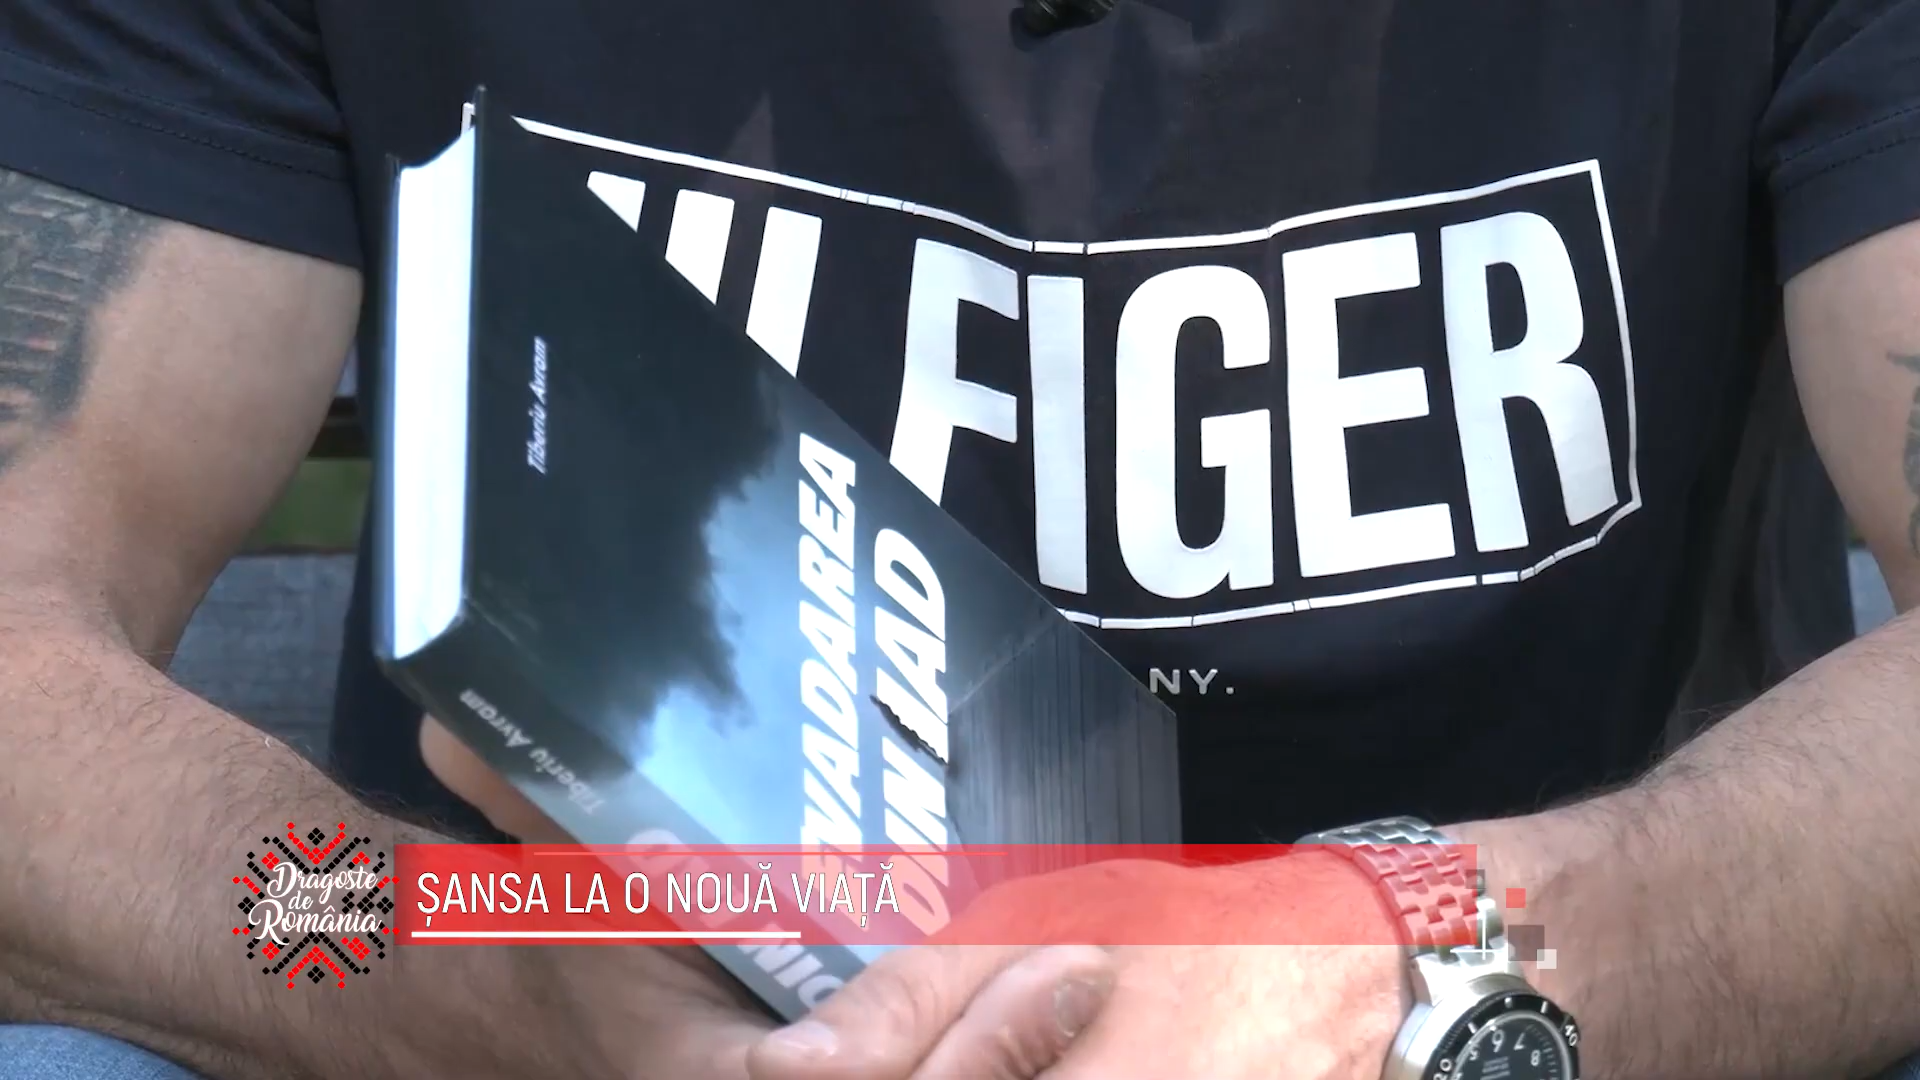 FIGER
NY.
Tiberiu Avram
EVADAREA
DIN IAD
Tiberiu Avram
Dragoste
de
România
ȘANSA LA O NOUĂ VIAȚĂ